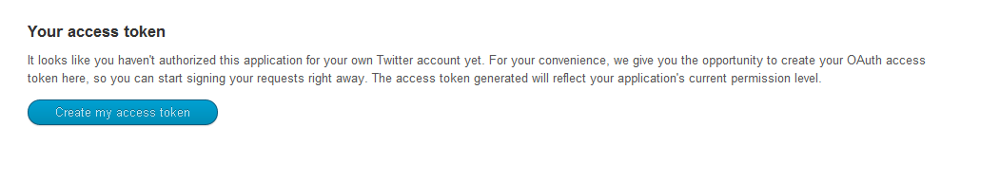 Your access token
It looks like you haven't authorized this application for your own Twitter account yet. For your convenience, we give you the opportunity to create your OAuth access
token here, so you can start signing your requests right away. The access token generated will reflect your application's current permission level.
Create my access token